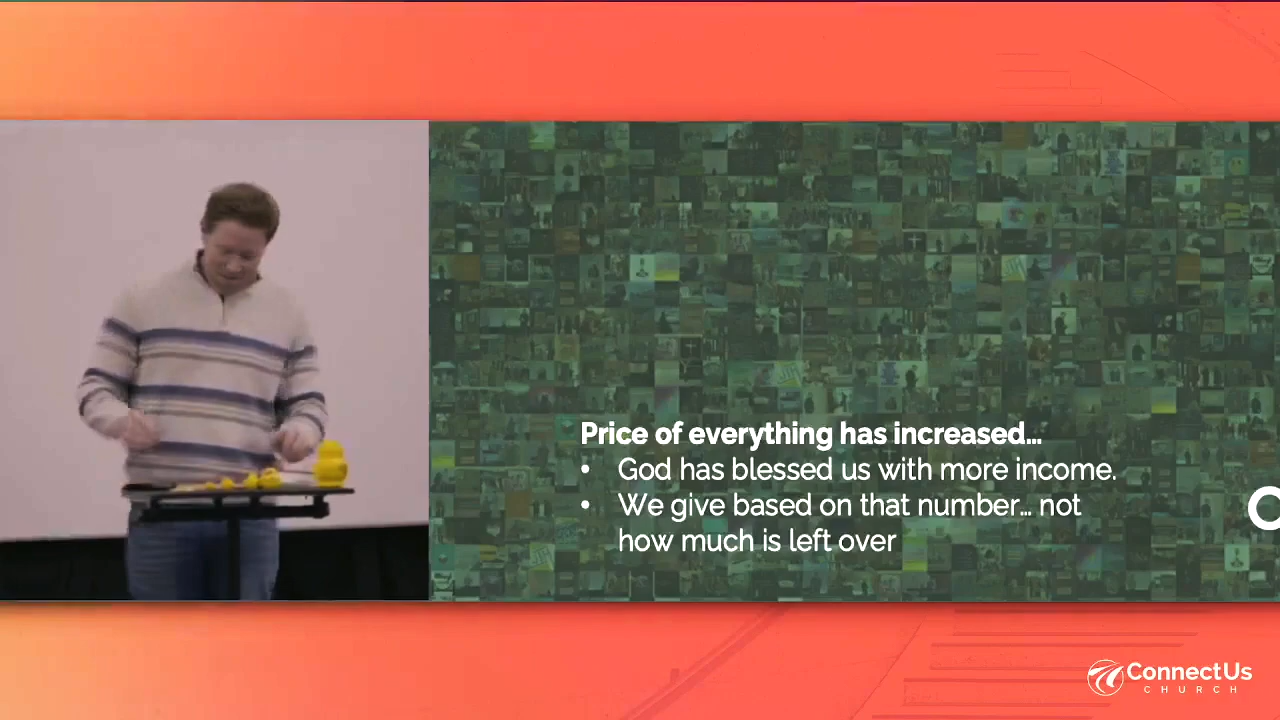 Price of everything has increased...
• God has blessed us with more income.
• We give based on that number... not
how much is left over
ConnectUs
CHURCH